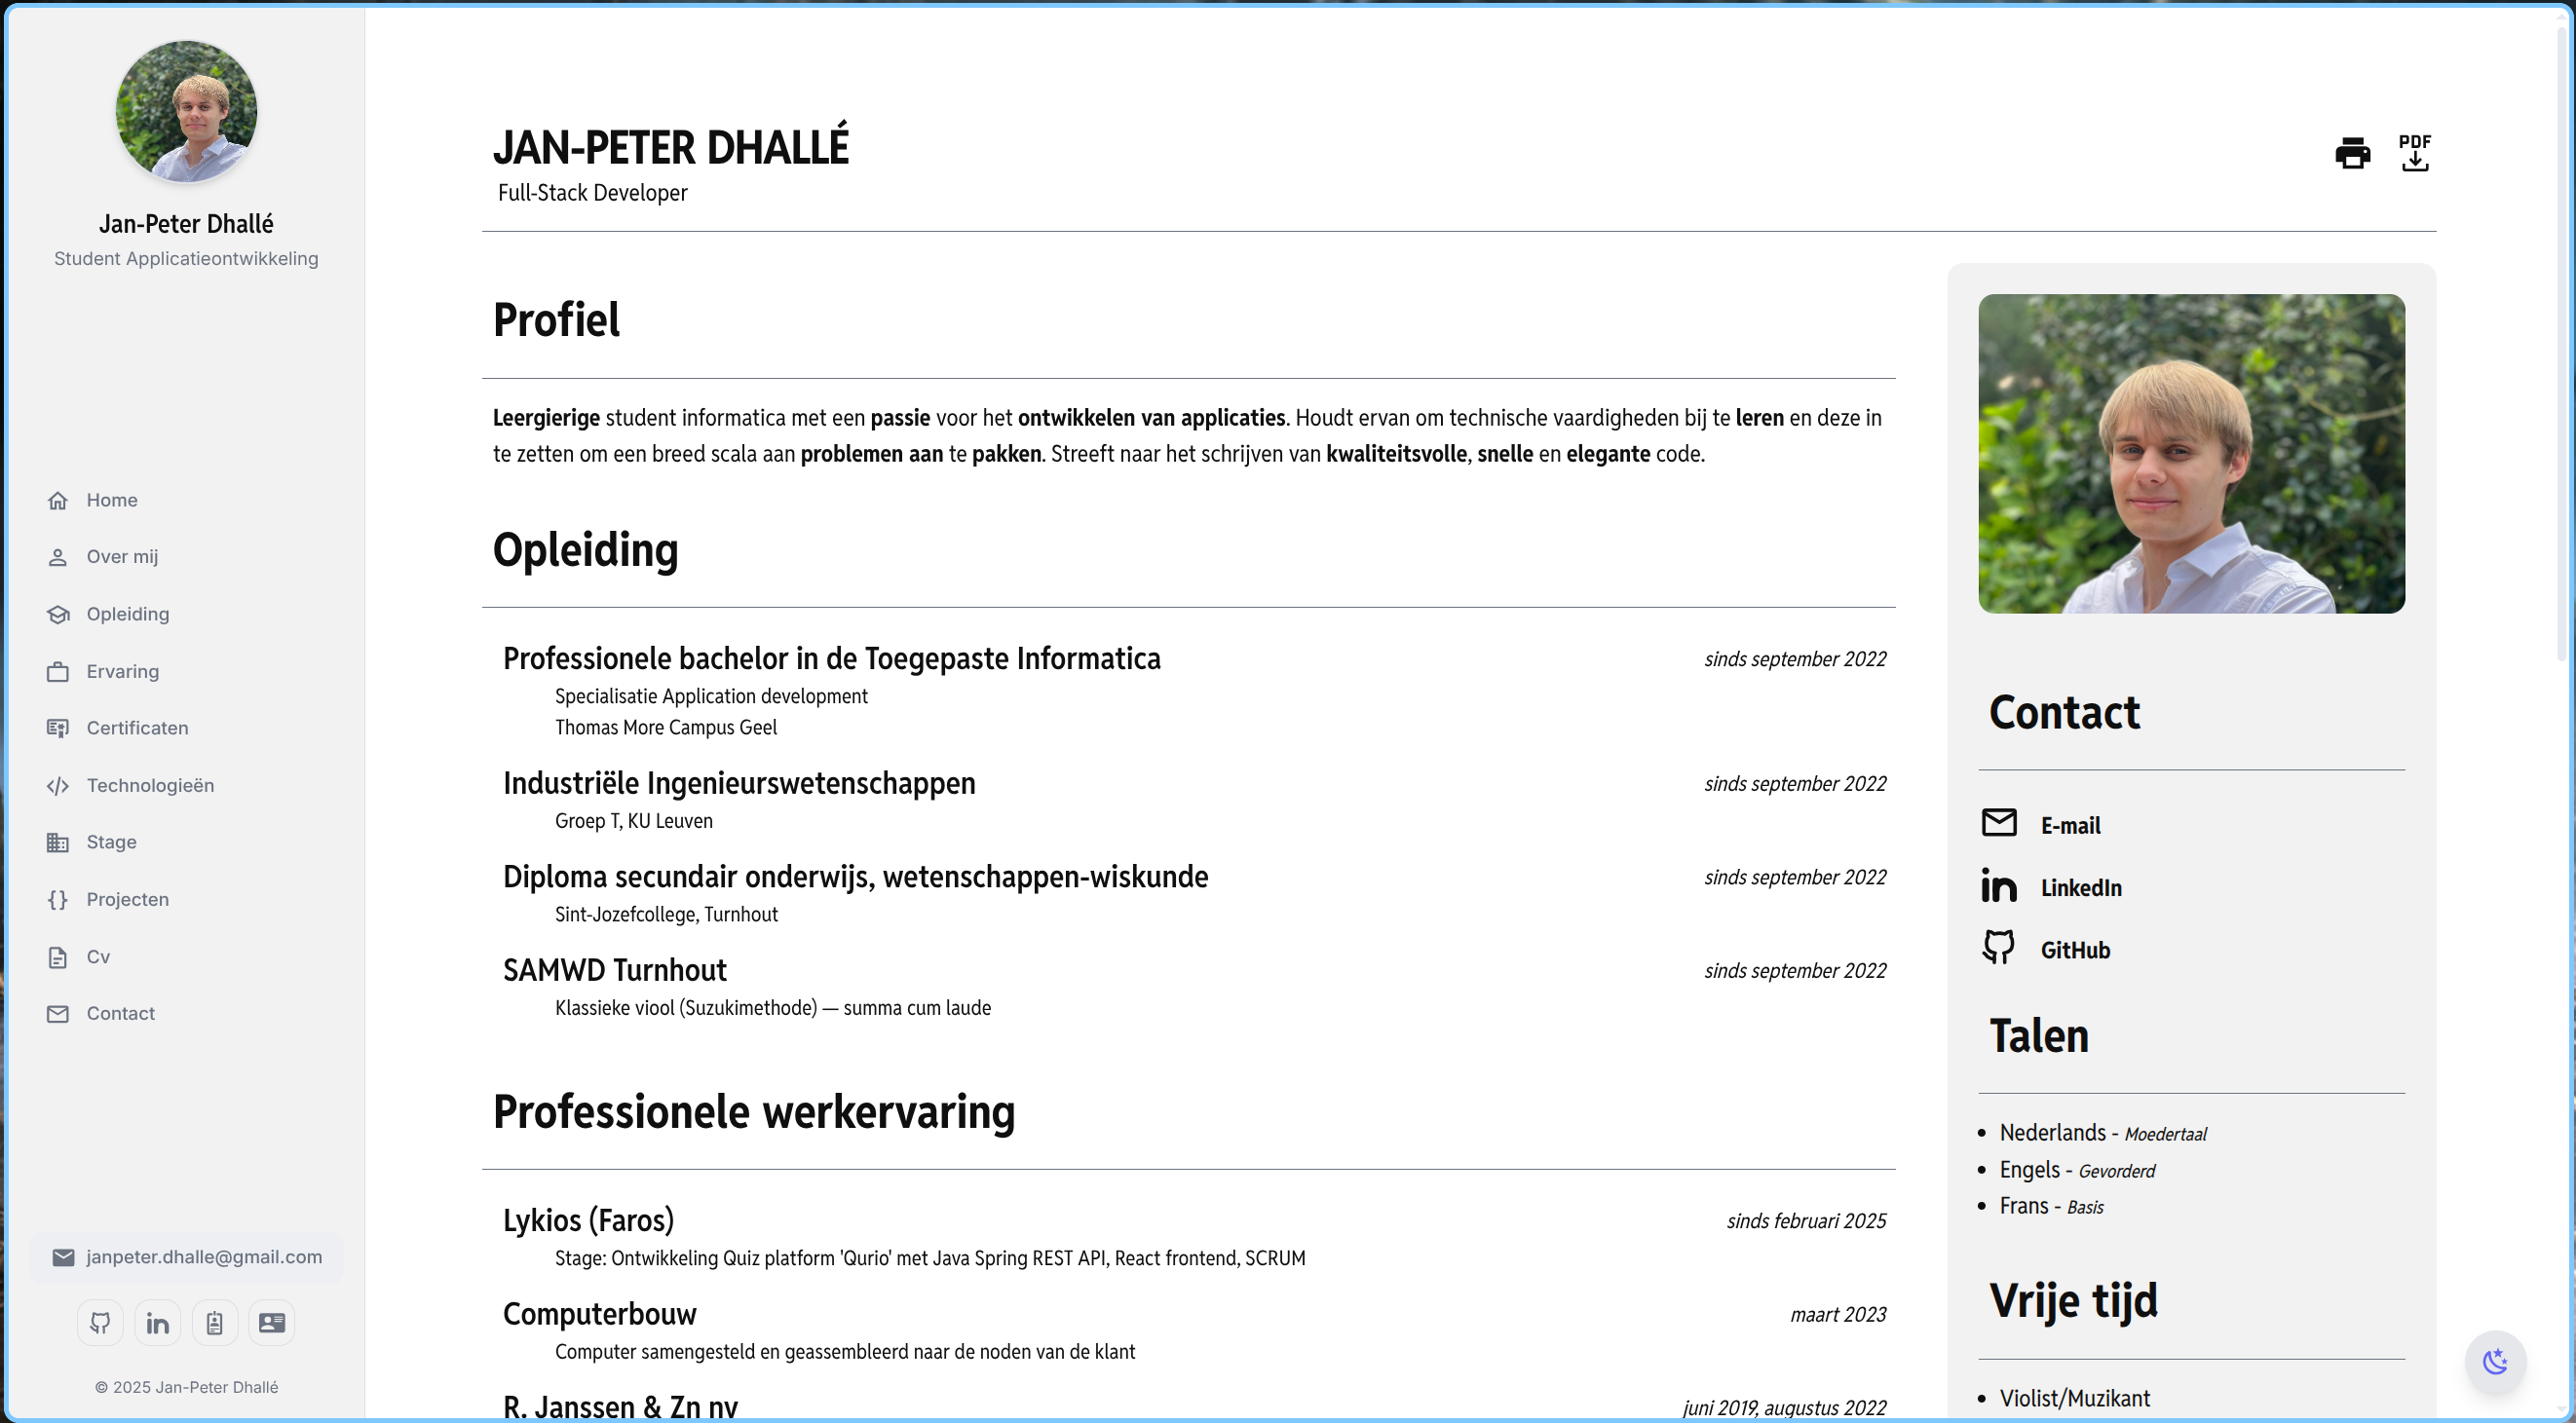 Jan-Peter Dhallé
Student Applicatieontwikkeling
Home
Over mij
Opleiding
Ervaring
Certificaten
Technologieën
Stage
Projecten
Cv
Contact
janpeter.dhalle@gmail.com
© 2025 Jan-Peter Dhallé
JAN-PETER DHALLÉ
Full-Stack Developer
PDF
Profiel
Leergierige student informatica met een passie voor het ontwikkelen van applicaties. Houdt ervan om technische vaardigheden bij te leren en deze in
te zetten om een breed scala aan problemen aan te pakken. Streeft naar het schrijven van kwaliteitsvolle, snelle en elegante code.
Opleiding
Professionele bachelor in de Toegepaste Informatica sinds september 2022
Specialisatie Application development
Thomas More Campus Geel
Industriële Ingenieurswetenschappen sinds september 2022
Groep T, KU Leuven
Diploma secundair onderwijs, wetenschappen-wiskunde sinds september 2022
Sint-Jozefcollege, Turnhout
SAMWD Turnhout sinds september 2022
Klassieke viool (Suzukimethode) — summa cum laude
Professionele werkervaring
Lykios (Faros) sinds februari 2025
Stage: Ontwikkeling Quiz platform 'Qurio' met Java Spring REST API, React frontend, SCRUM
Computerbouw maart 2023
Computer samengesteld en geassembleerd naar de noden van de klant
R. Janssen & Zn nv juni 2019, augustus 2022
Contact
E-mail
LinkedIn
GitHub
Talen
Nederlands - Moedertaal
Engels - Gevorderd
Frans - Basis
Vrije tijd
Violist/Muzikant